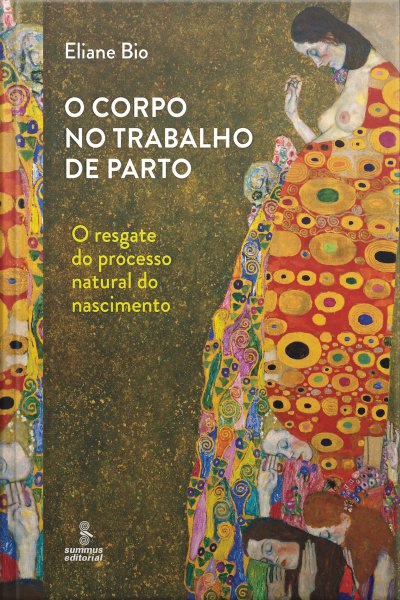 Eliane Bio
O CORPO
NO TRABALHO
DE PARTO
O resgate
do processo
natural do
nascimento
summus
editorial